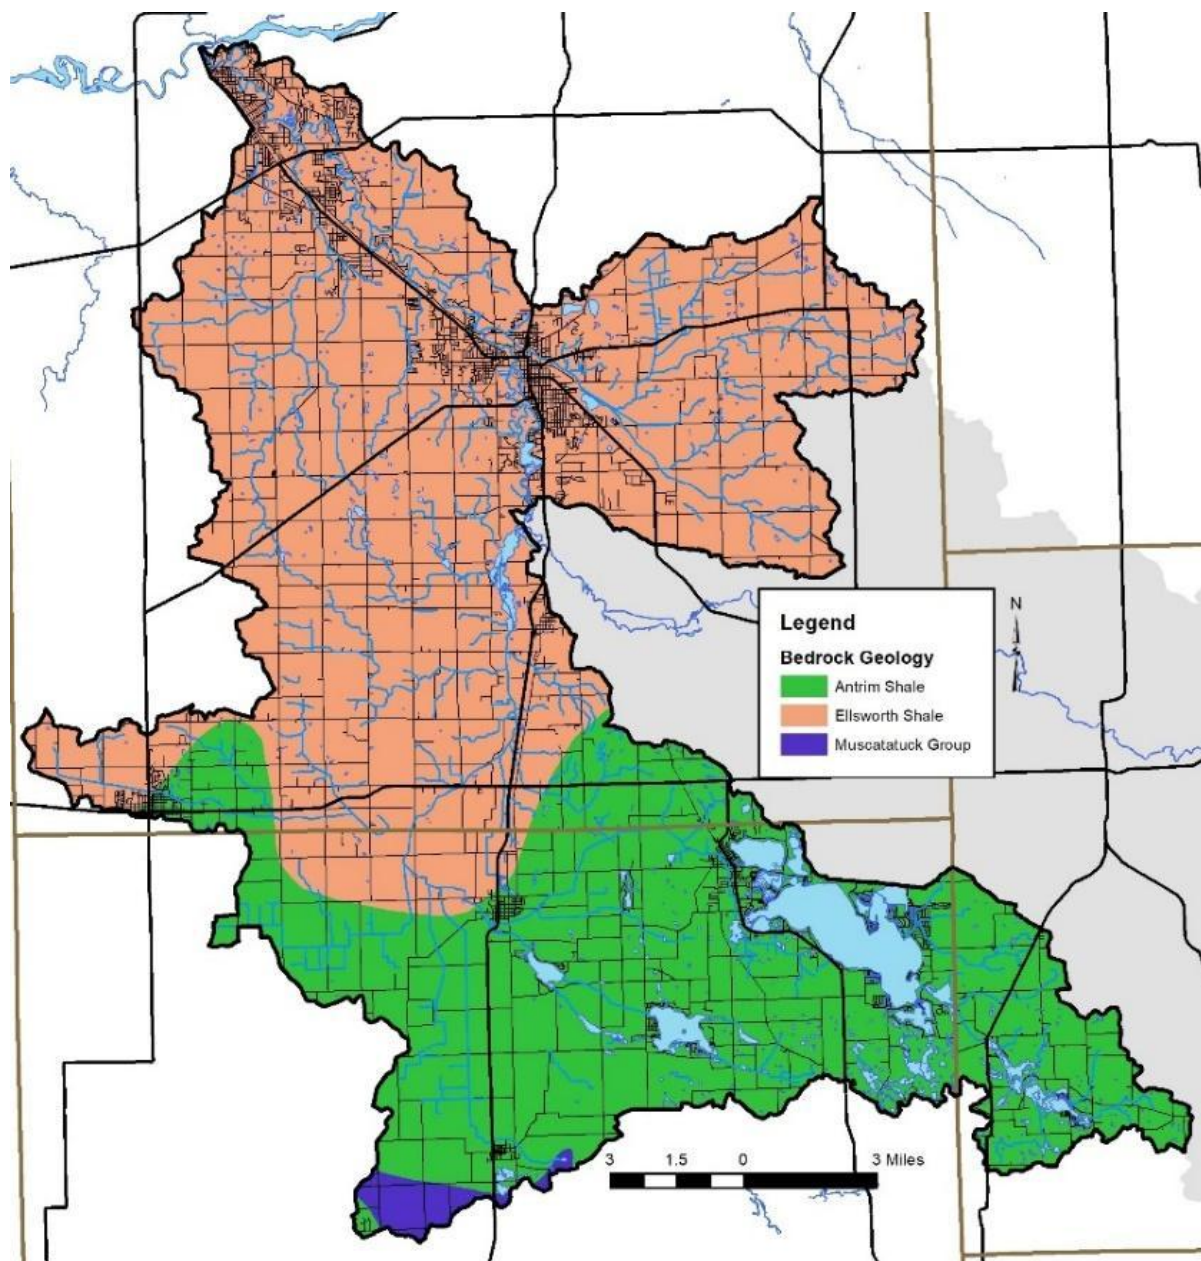 N
Legend
Bedrock Geology
Antrim Shale
Ellsworth Shale
Muscatatuck Group
3 1.5 0 3 Miles